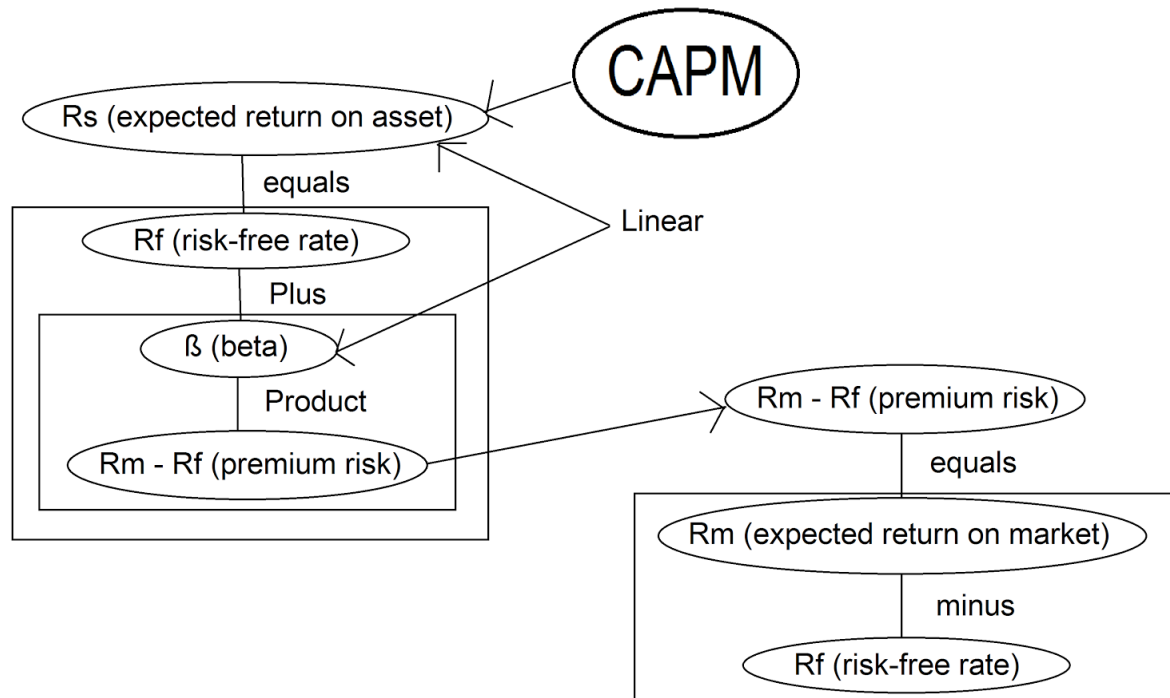 CAPM
Rs (expected return on asset)
equals
Rf (risk-free rate)
Linear
Plus
ß (beta)
Product
Rm - Rf (premium risk)
Rm - Rf (premium risk)
equals
Rm (expected return on market)
minus
Rf (risk-free rate)